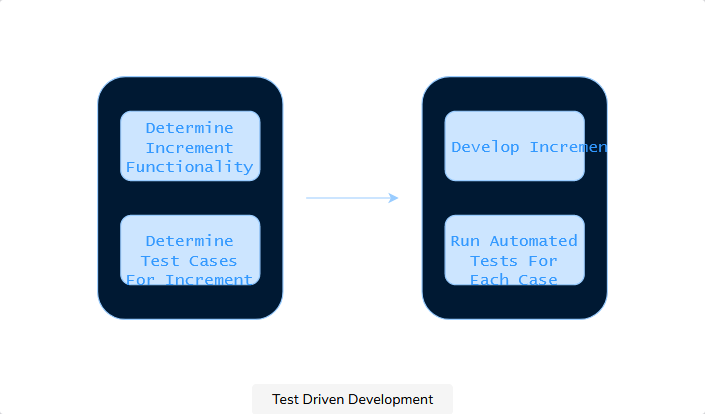 Determine
Increment
Functionality
Determine
Test Cases
For Increment
Develop Incremen
Run Automated
Tests For
Each Case
Test Driven Development